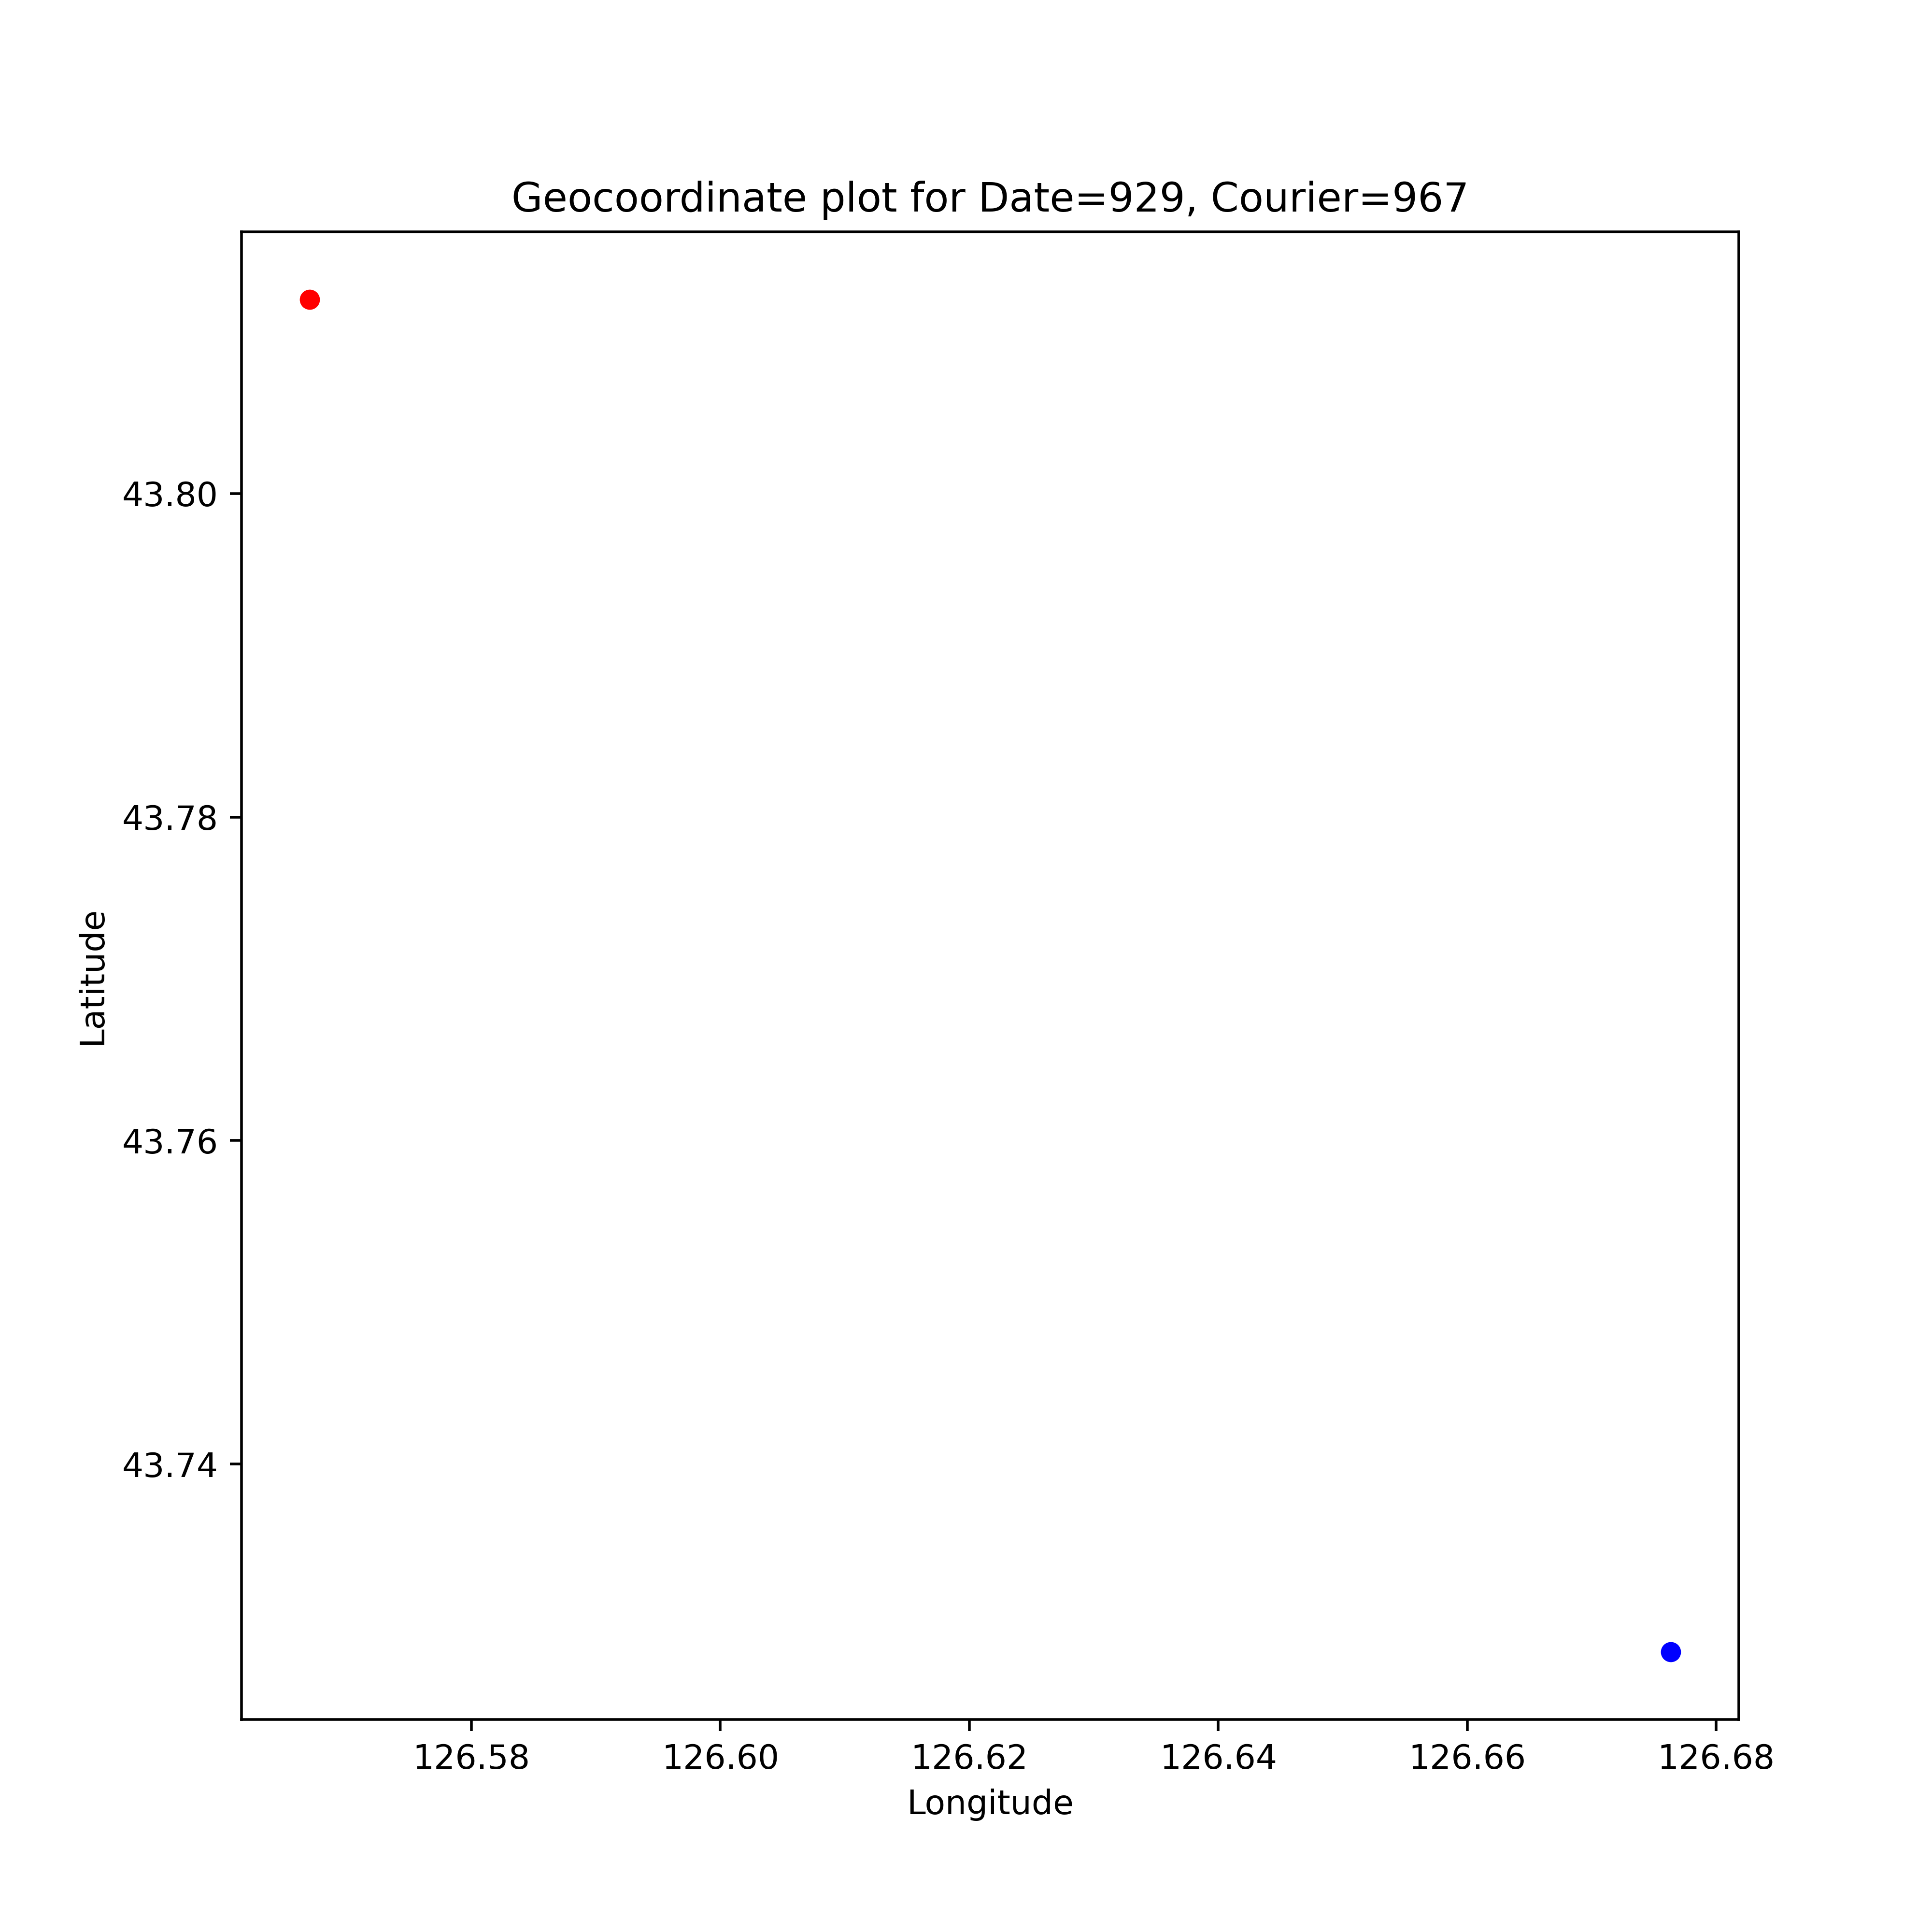 Geocoordinate plot for Date=929, Courier=967
43.80
43.78
43.76
43.74
Latitude
126.58 126.60 126.62 126.64 126.66 126.68
Longitude